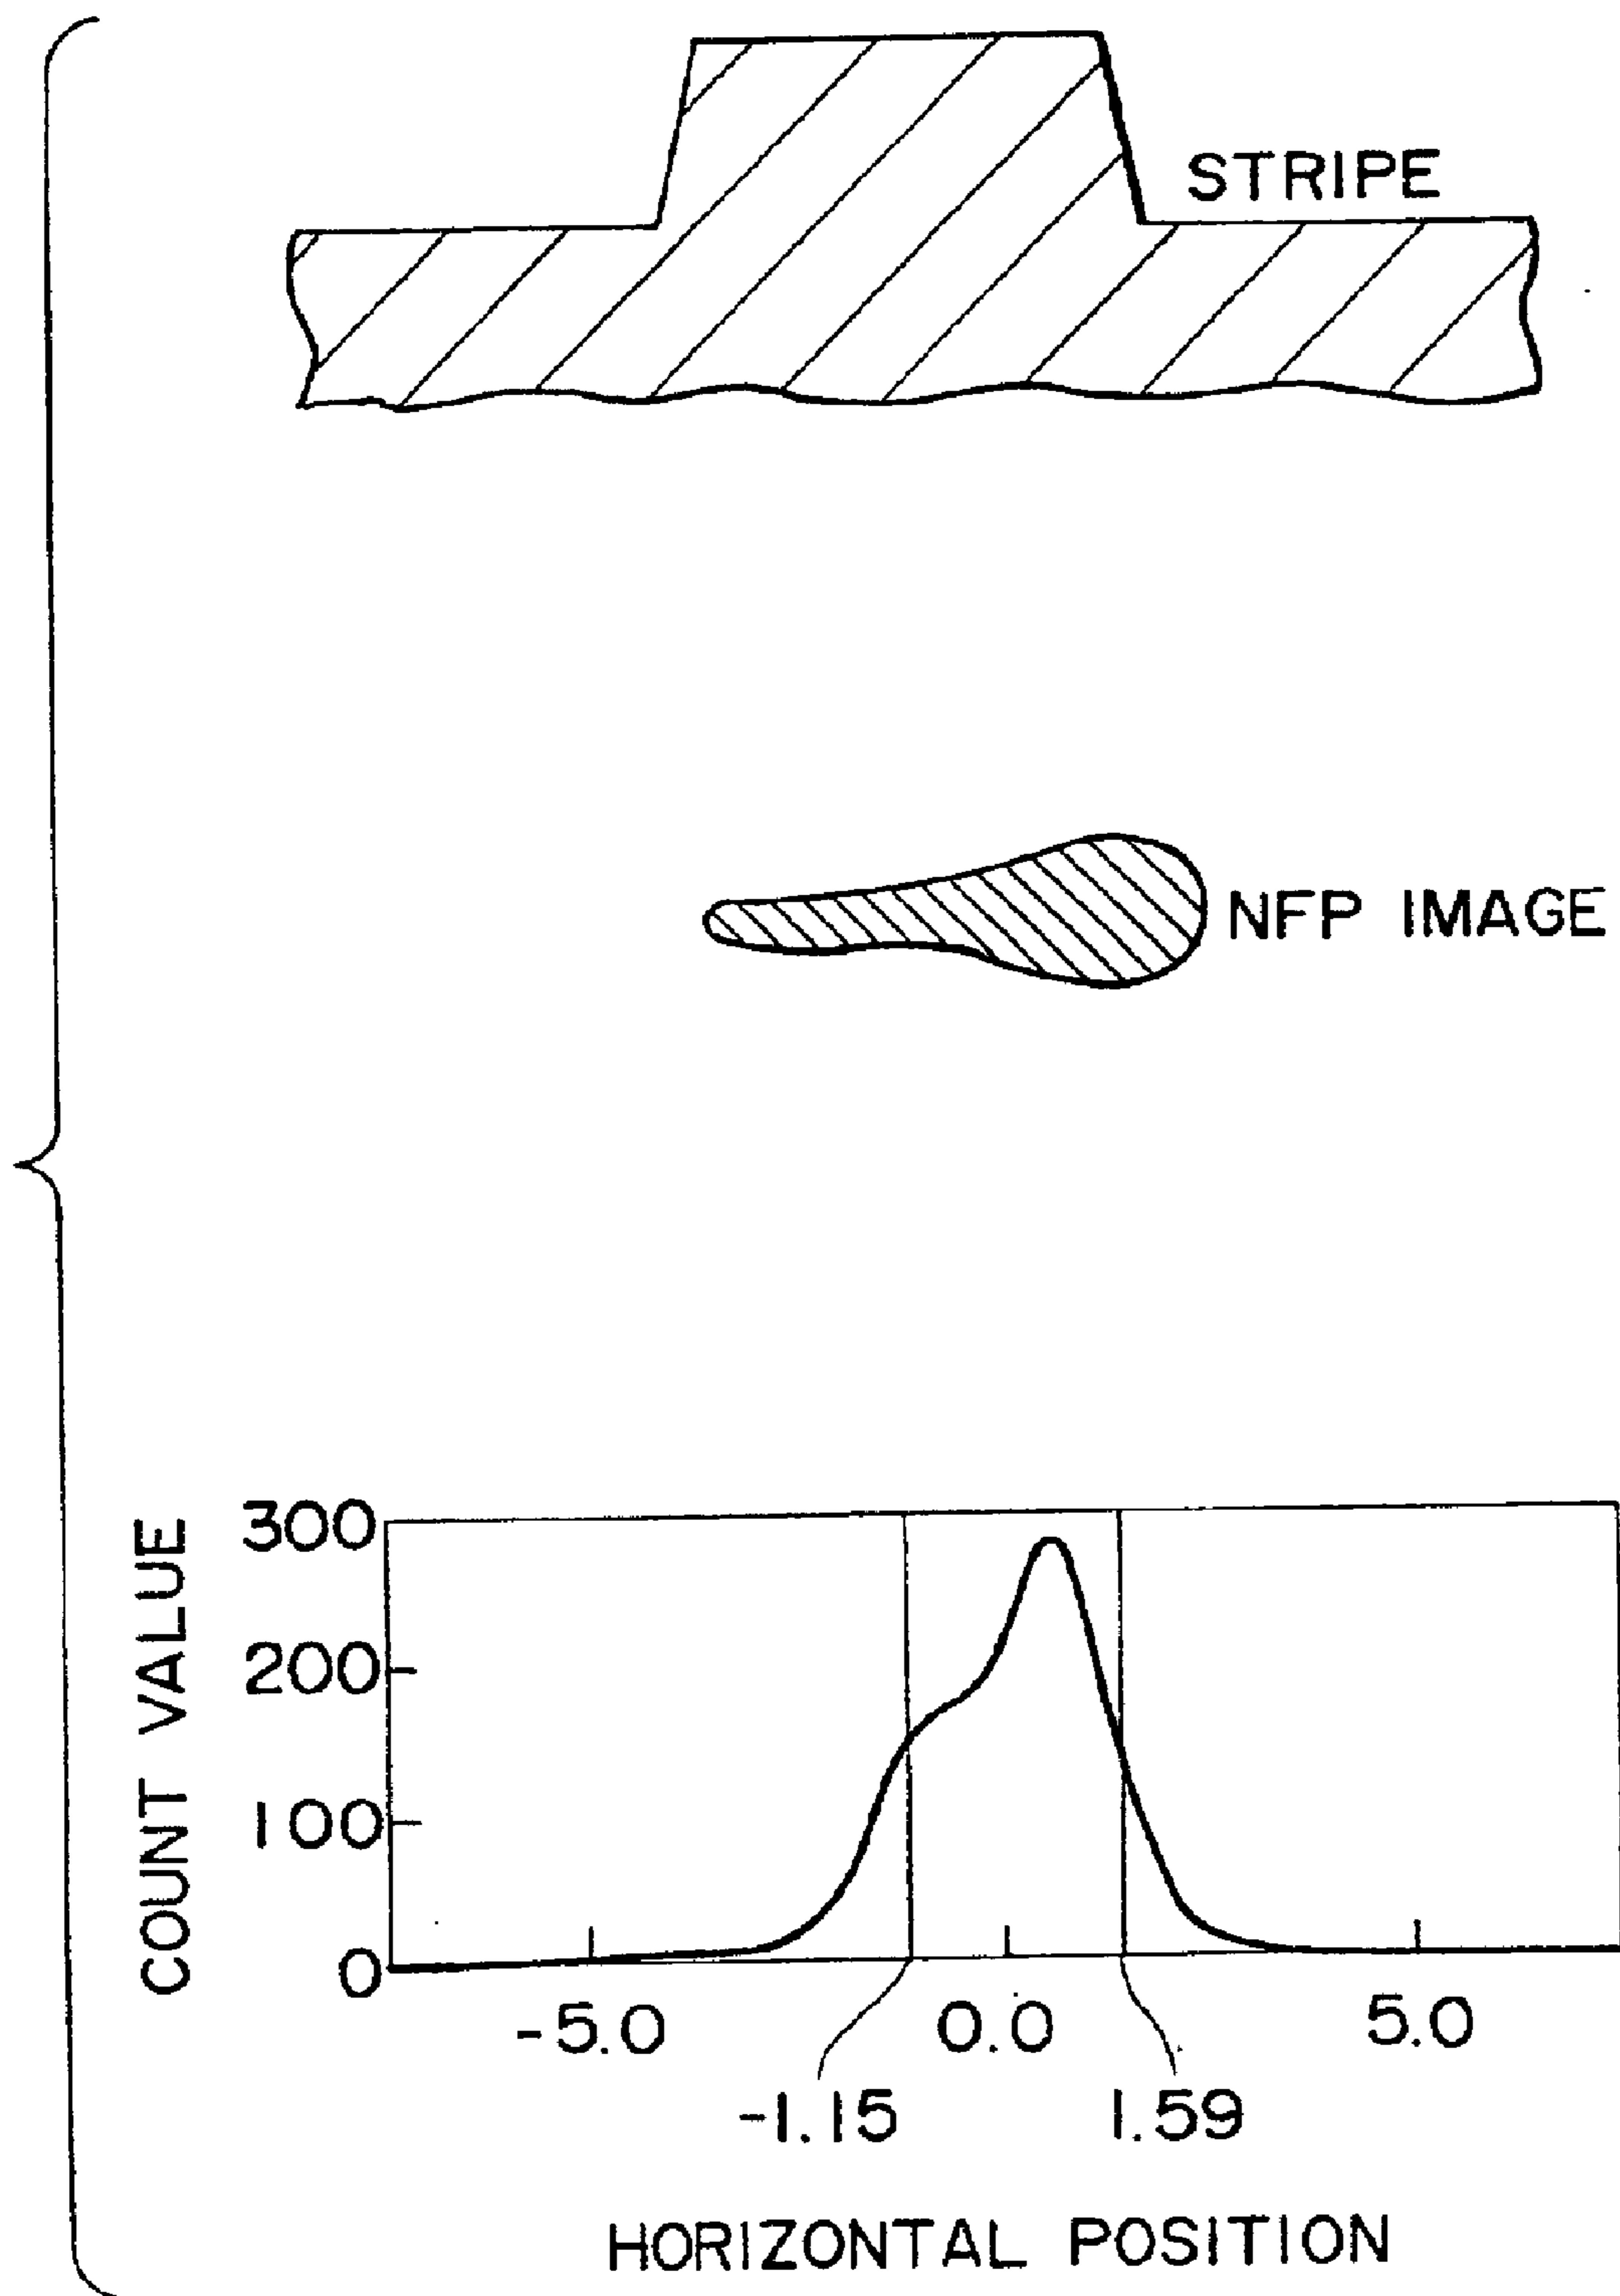 STRIPE
NFP IMAGE
COUNT VALUE
300
200
100
0
-5.0 0.0 5.0
-1.15 1.59
HORIZONTAL POSITION